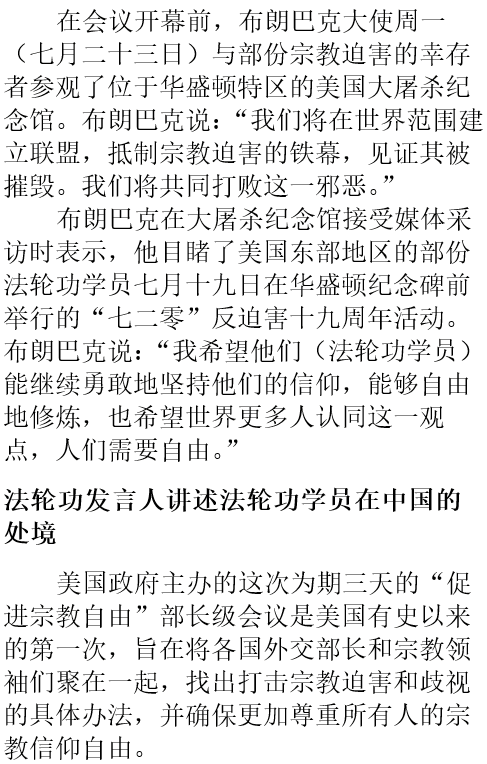 在会议开幕前，布朗巴克大使周一
（七月二十三日）与部份宗教迫害的幸存
者参观了位于华盛顿特区的美国大屠杀纪
念馆。布朗巴克说：“我们将在世界范围建
立联盟，抵制宗教迫害的铁幕，见证其被
摧毁。我们将共同打败这一邪恶。”
布朗巴克在大屠杀纪念馆接受媒体采
访时表示，他目睹了美国东部地区的部份
法轮功学员七月十九日在华盛顿纪念碑前
举行的“七二零”反迫害十九周年活动。
布朗巴克说：“我希望他们（法轮功学员）
能继续勇敢地坚持他们的信仰，能够自由
地修炼，也希望世界更多人认同这一观
点，人们需要自由。”
法轮功发言人讲述法轮功学员在中国的
处境
美国政府主办的这次为期三天的“促
进宗教自由”部长级会议是美国有史以来
的第一次，旨在将各国外交部长和宗教领
袖们聚在一起，找出打击宗教迫害和歧视
的具体办法，并确保更加尊重所有人的宗
教信仰自由。